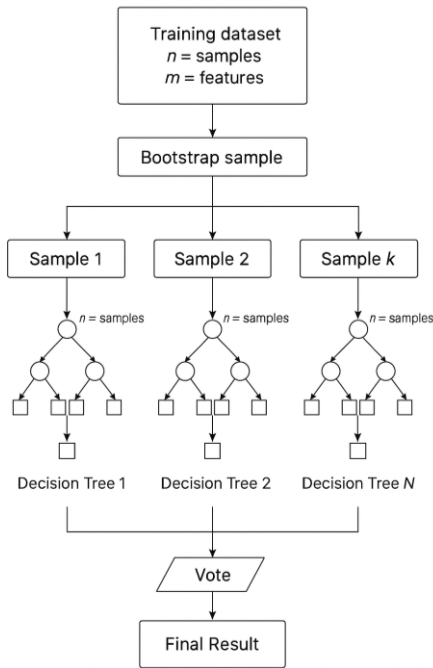 Training dataset
n = samples
m = features
Bootstrap sample
Sample 1
Sample 2
Sample k
n = samples
n = samples
n = samples
Decision Tree 1
Decision Tree 2
Decision Tree N
Vote
Final Result